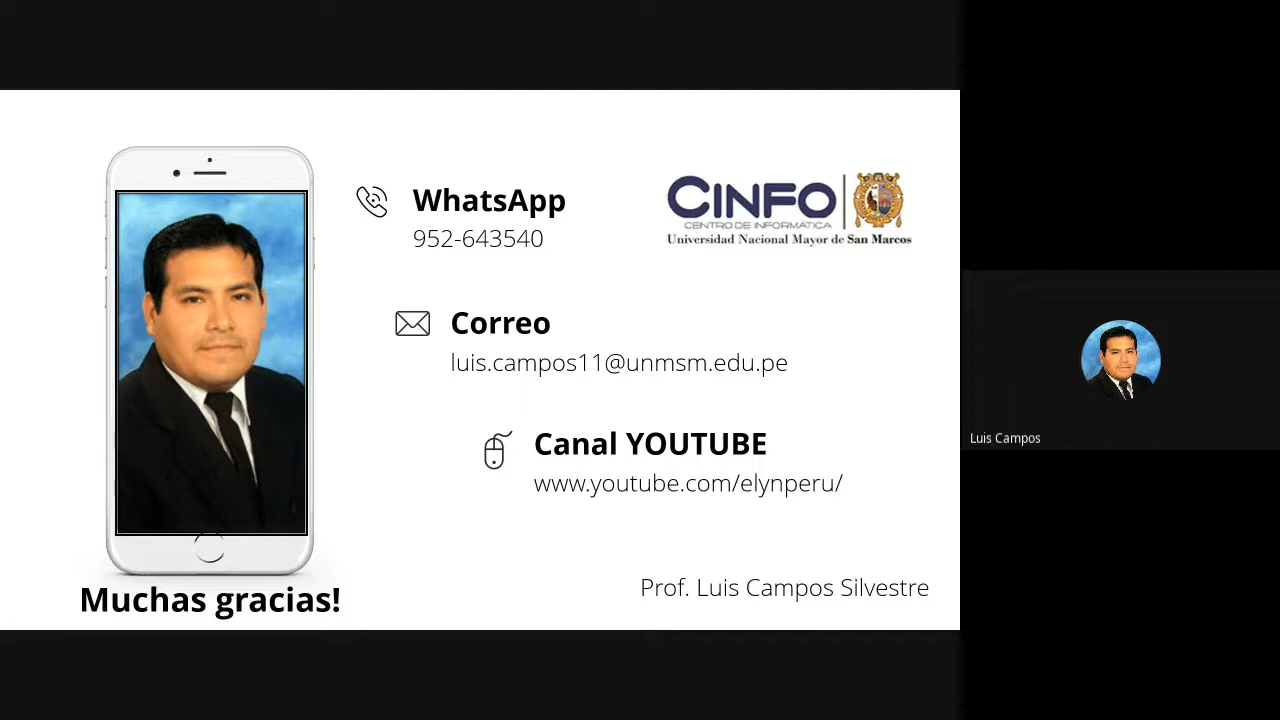 WhatsApp
952-643540
CINFO
CENTRO DE INFORMÁTICA
Universidad Nacional Mayor de San Marcos
Correo
luis.campos11@unmsm.edu.pe
Canal YOUTUBE
www.youtube.com/elynperu/
Prof. Luis Campos Silvestre
Muchas gracias!
Luis Campos